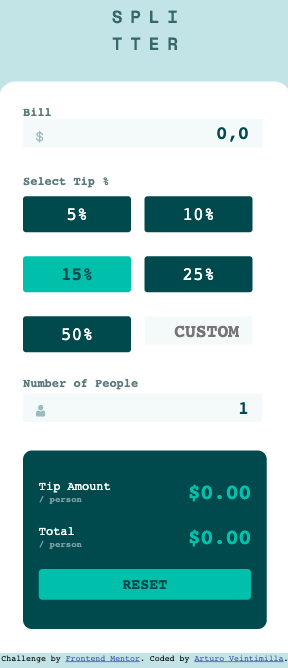 SPLI
TTER
Bill
$ 0,0
Select Tip %
5% 10%
15% 25%
50% CUSTOM
Number of People
1
Tip Amount $0.00
/ person
Total $0.00
/ person
RESET
Challenge by Frontend Mentor. Coded by Arturo Veintimilla.